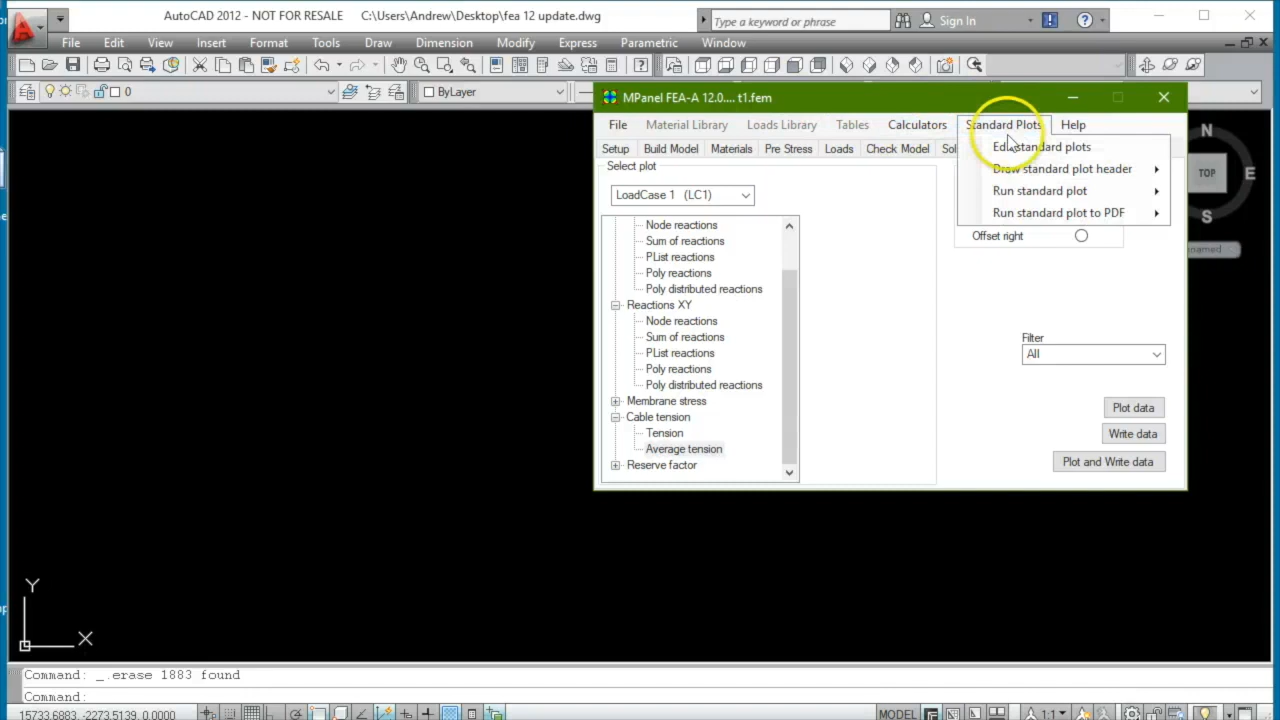 AutoCAD 2012 - NOT FOR RESALE C:\Users\Andrew\Desktop\fea 12 update.dwg
Type a keyword or phrase
Sign In
File Edit View Insert Format Tools Draw Dimension Modify Express Parametric Window
0
ByLayer
MPanel FEA-A 12.0.... t1.fem
File Material Library Loads Library Tables Calculators Standard Plots Help
Setup Build Model Materials Pre Stress Loads Check Model
Edit standard plots
Draw standard plot header
Run standard plot
Run standard plot to PDF
Select plot
LoadCase 1 (LC1)
Node reactions
Sum of reactions
PList reactions
Poly reactions
Poly distributed reactions
Reactions XY
Node reactions
Sum of reactions
PList reactions
Poly reactions
Poly distributed reactions
Membrane stress
Cable tension
Tension
Average tension
Reserve factor
Offset right
Filter
All
Plot data
Write data
Plot and Write data
N
TOP
E
S
named
Y
X
Command: _.erase 1883 found
Command:
15733.6883, -2273.5139, 0.0000
MODEL
1:1